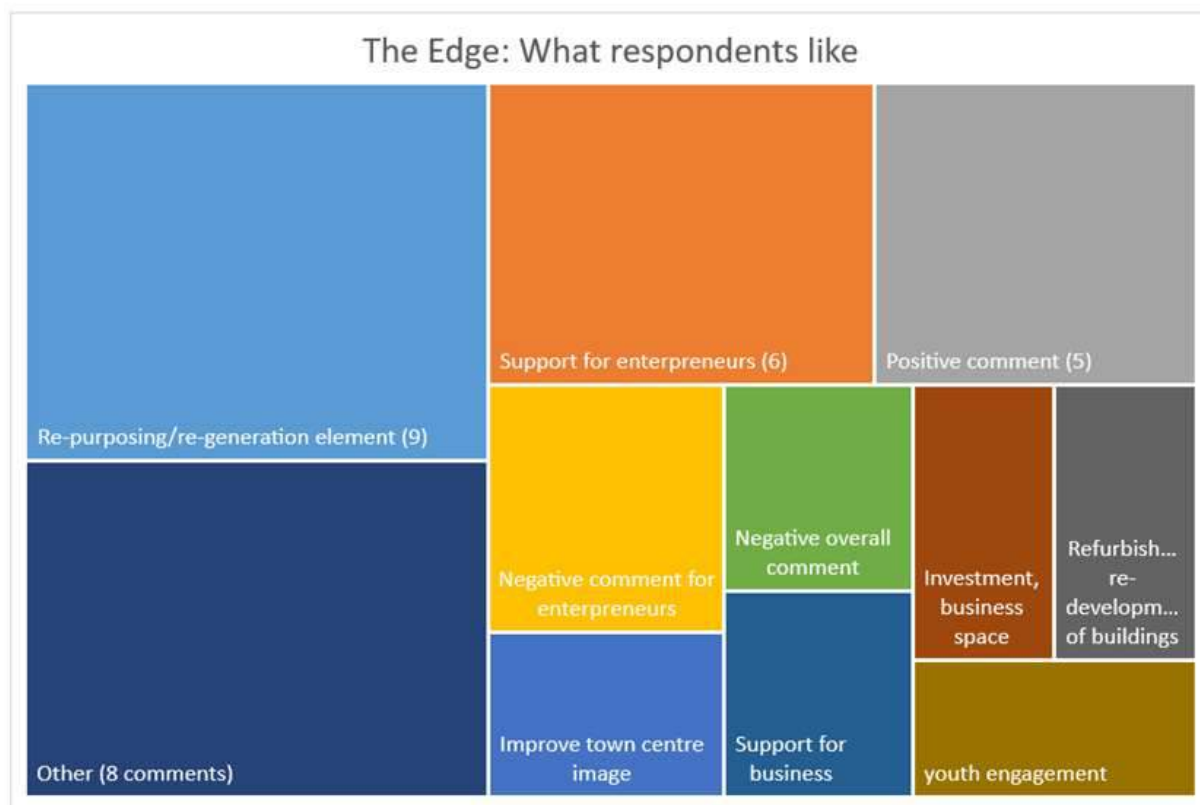 The Edge: What respondents like
Re-purposing/re-generation element (9)
Other (8 comments)
Support for enterpreneurs (6)
Positive comment (5)
Negative comment for
enterpreneurs
Improve town centre
image
Negative overall
comment
Support for
business
Investment,
business
space
Refurbish...
re-
developm...
of buildings
youth engagement